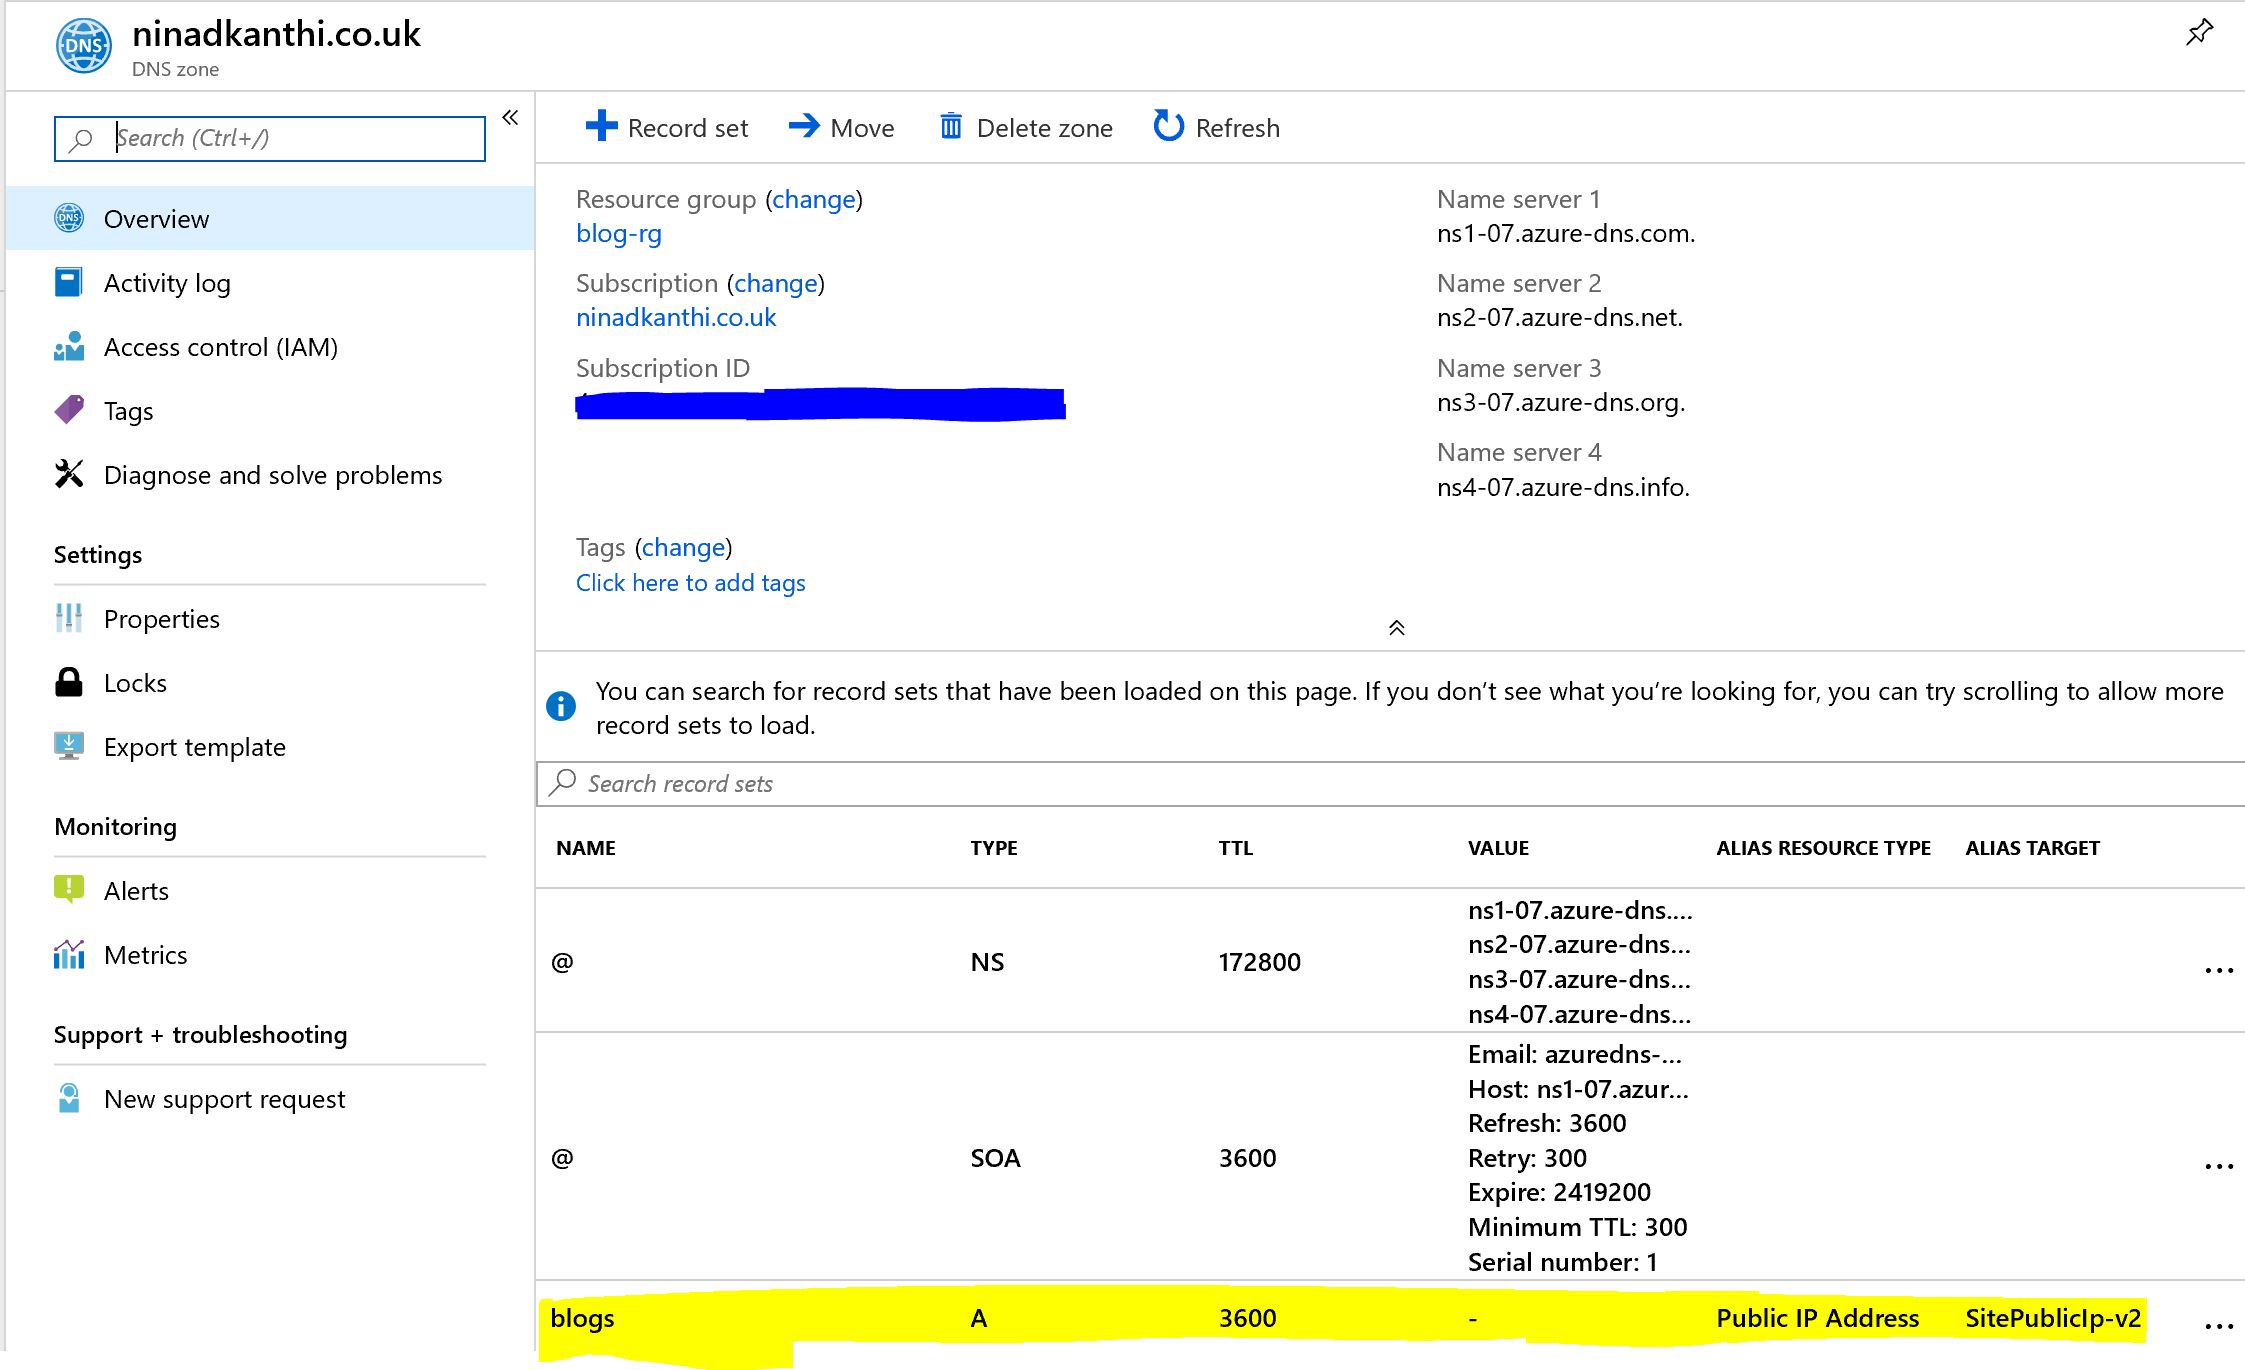 DNS
ninadkanthi.co.uk
DNS zone
Search (Ctrl+/)
Record set
Move
Delete zone
Refresh
DNS
Overview
Activity log
Access control (IAM)
Tags
Diagnose and solve problems
Settings
Properties
Locks
Export template
Monitoring
Alerts
Metrics
Support + troubleshooting
New support request
Resource group (change)
blog-rg
Subscription (change)
ninadkanthi.co.uk
Subscription ID
Name server 1
ns1-07.azure-dns.com.
Name server 2
ns2-07.azure-dns.net.
Name server 3
ns3-07.azure-dns.org.
Name server 4
ns4-07.azure-dns.info.
Tags (change)
Click here to add tags
You can search for record sets that have been loaded on this page. If you don't see what you're looking for, you can try scrolling to allow more
record sets to load.
Search record sets
NAME TYPE TTL VALUE ALIAS RESOURCE TYPE ALIAS TARGET
@ NS 172800
ns1-07.azure-dns....
ns2-07.azure-dns...
ns3-07.azure-dns...
ns4-07.azure-dns...
@ SOA 3600
Email: azuredns-...
Host: ns1-07.azur...
Refresh: 3600
Retry: 300
Expire: 2419200
Minimum TTL: 300
Serial number: 1
blogs A 3600 - Public IP Address SitePublicIp-v2